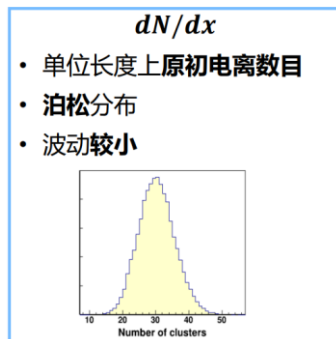 dN/dx
• 单位长度上原初电离数目
• 泊松分布
• 波动较小
10 20 30 40 50
Number of clusters